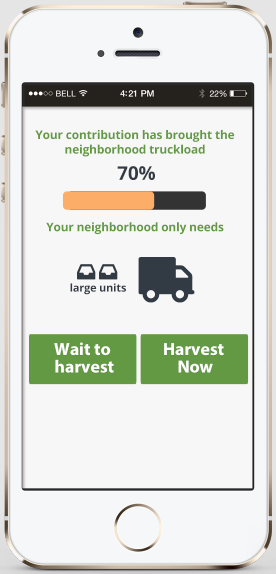 BELL 4:21 PM 22%
Your contribution has brought the
neighborhood truckload
70%
Your neighborhood only needs
large units
Wait to
harvest
Harvest
Now